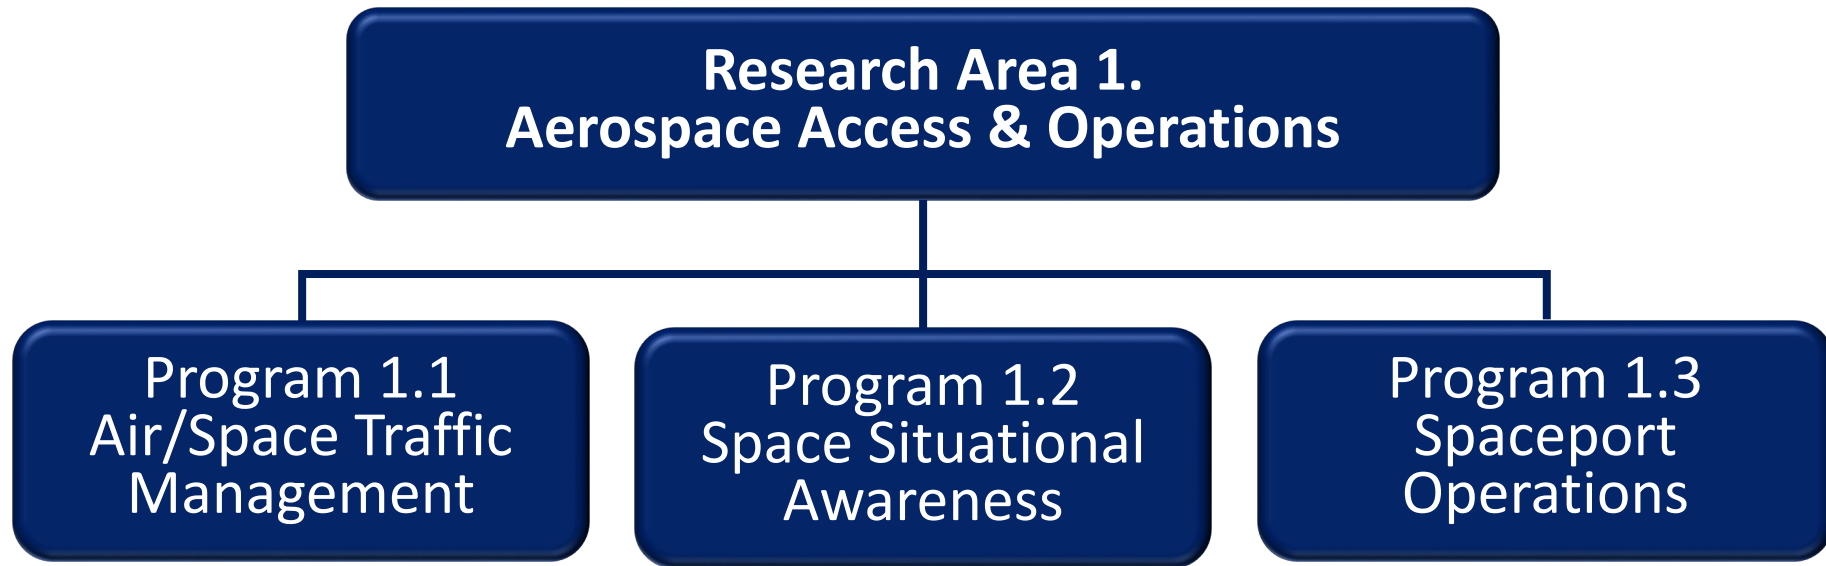 Research Area 1.
Aerospace Access & Operations
Program 1.1
Air/Space Traffic
Management
Program 1.2
Space Situational
Awareness
Program 1.3
Spaceport
Operations